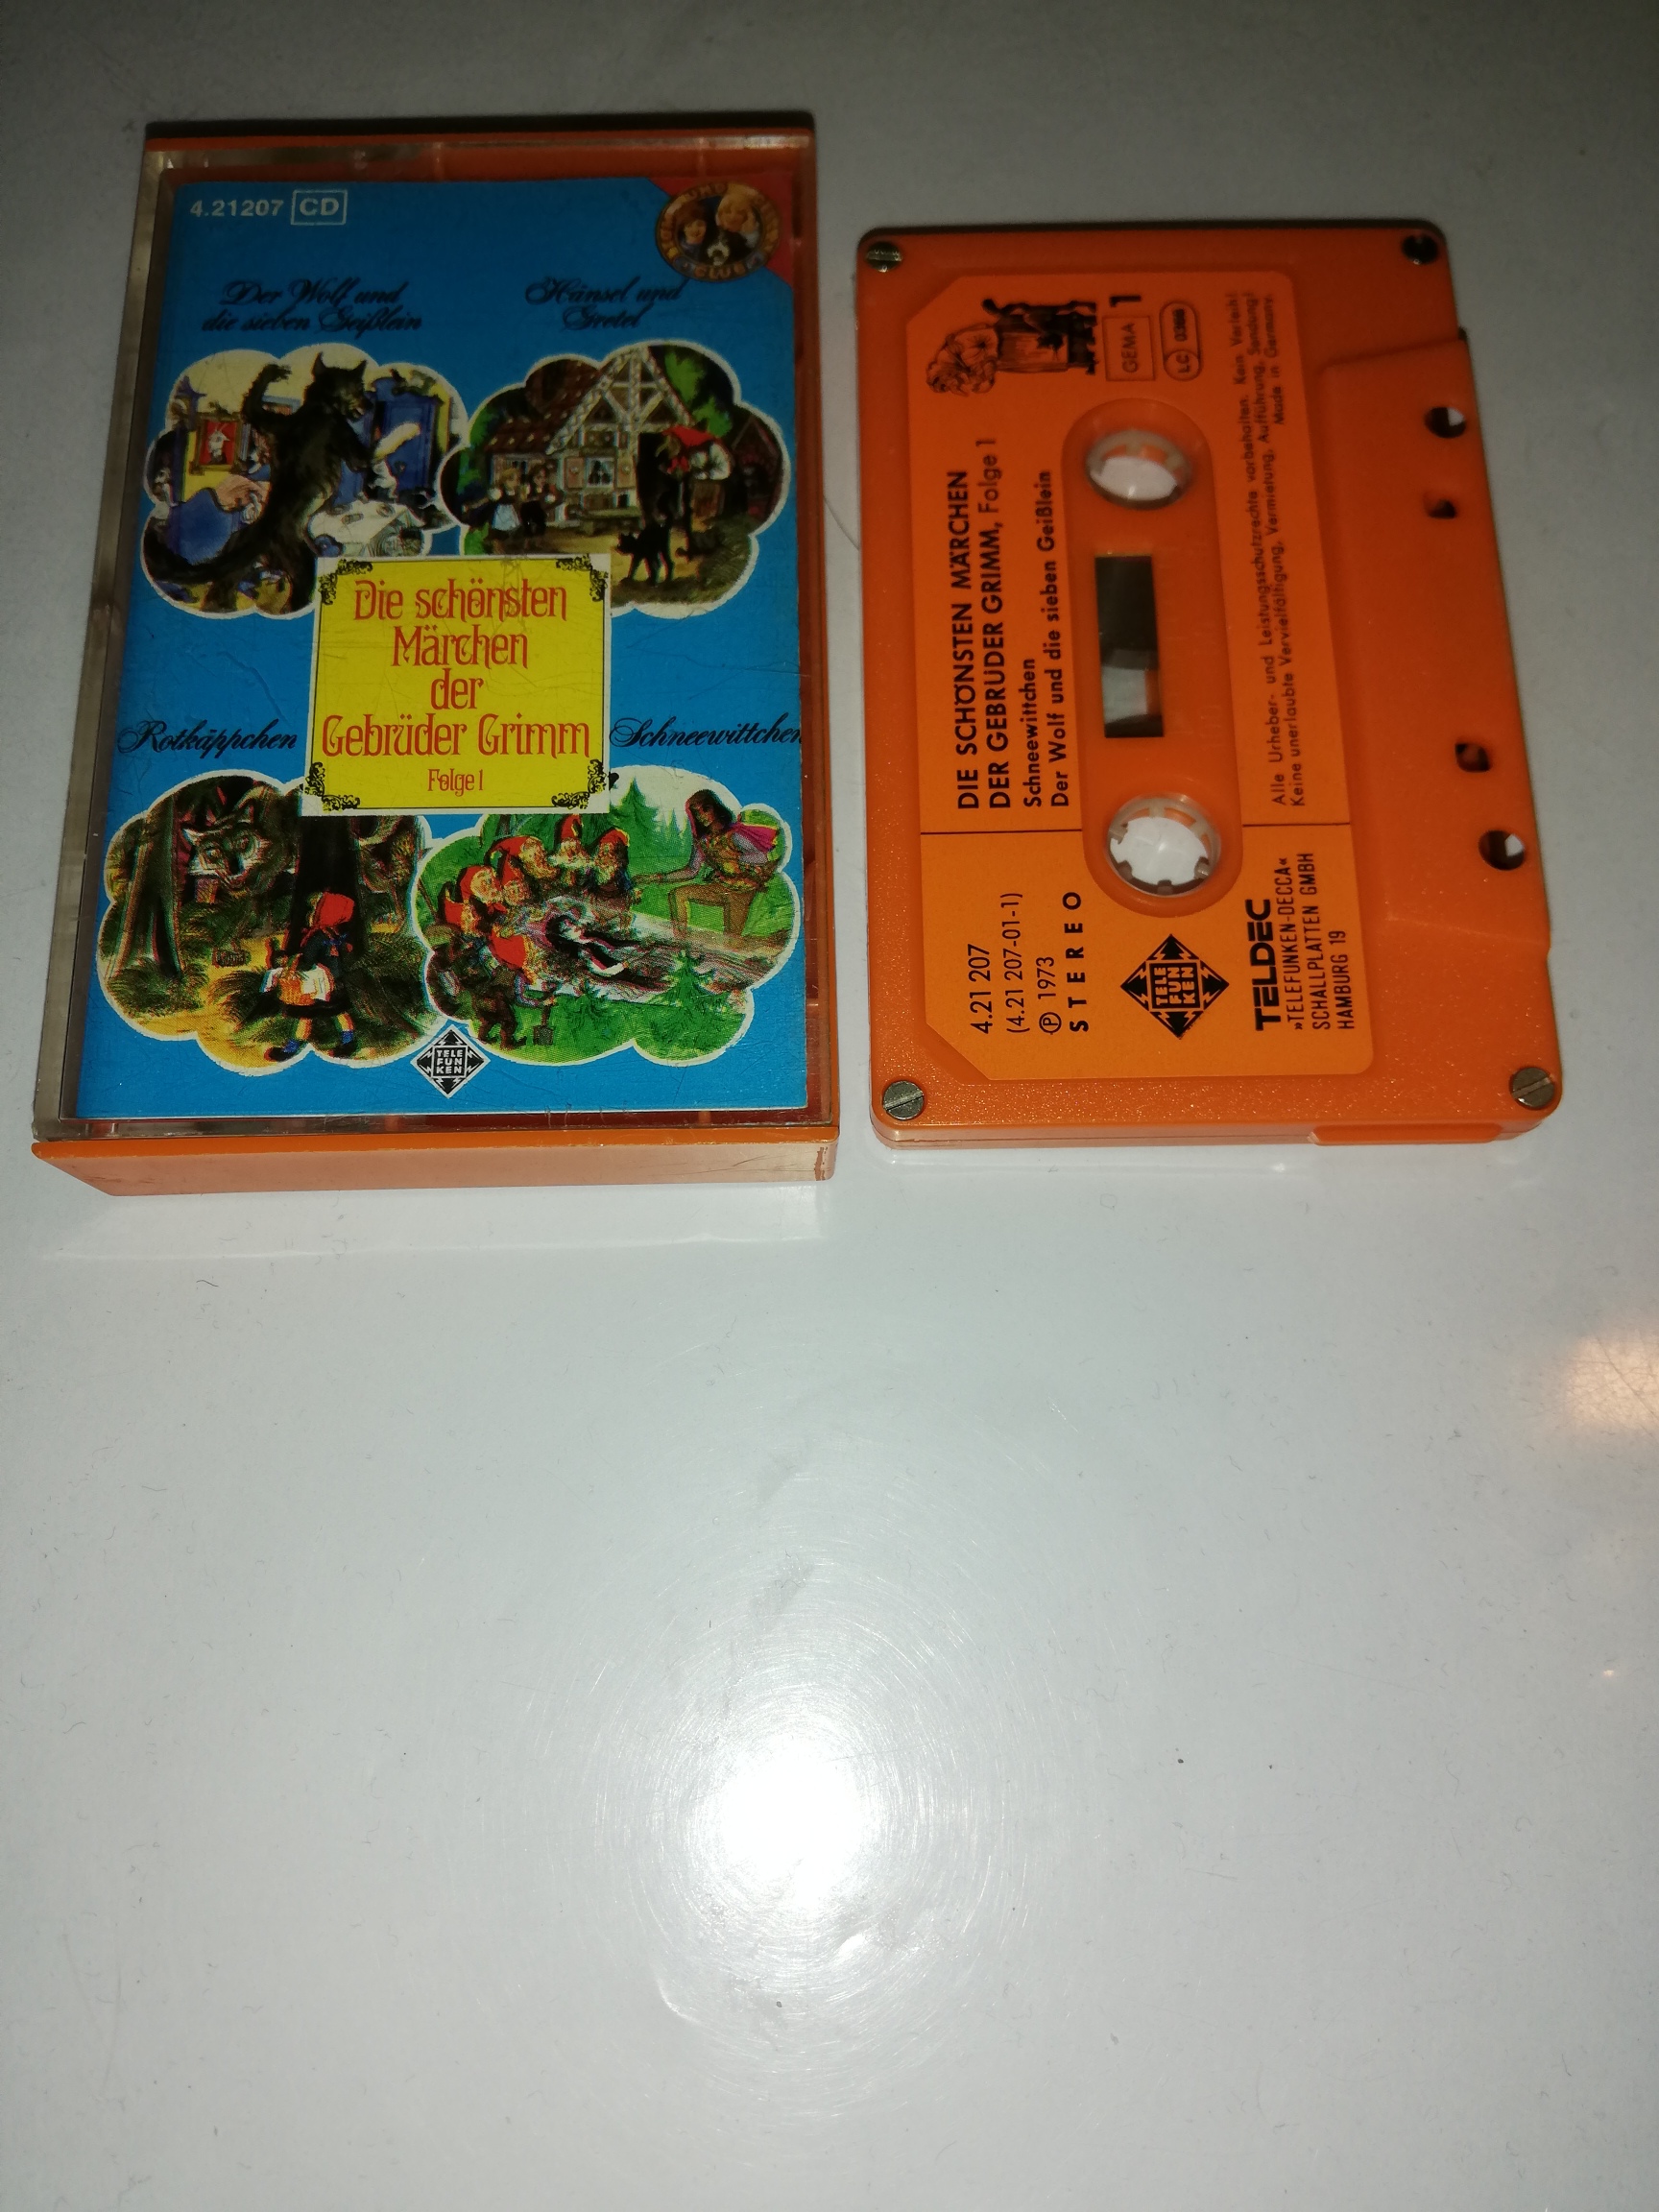 4.21207 CD
UND
CLUB
Der Wolf und
die sieben Geißlein
Hänsel und
Gretel
Die schönsten
Märchen
der
Gebrüder Grimm
Folge 1
Rotkäppchen
Schneewittchen
TELE
FUN
KEN
1
GEMA
LC 0366
DIE SCHÖNSTEN MÄRCHEN
DER GEBRÜDER GRIMM, Folge 1
Schneewittchen
Der Wolf und die sieben Geißlein
Alle Urheber- und Leistungsschutzrechte vorbehalten. Kein Verleih!
Keine unerlaubte Vervielfältigung, Vermietung, Aufführung, Sendung!
Made in Germany.
4.21 207
(4.21 207-01-1)
Ⓟ 1973
STEREO
TELE
FUN
KEN
TELDEC
»TELEFUNKEN-DECCA«
SCHALLPLATTEN GMBH
HAMBURG 19